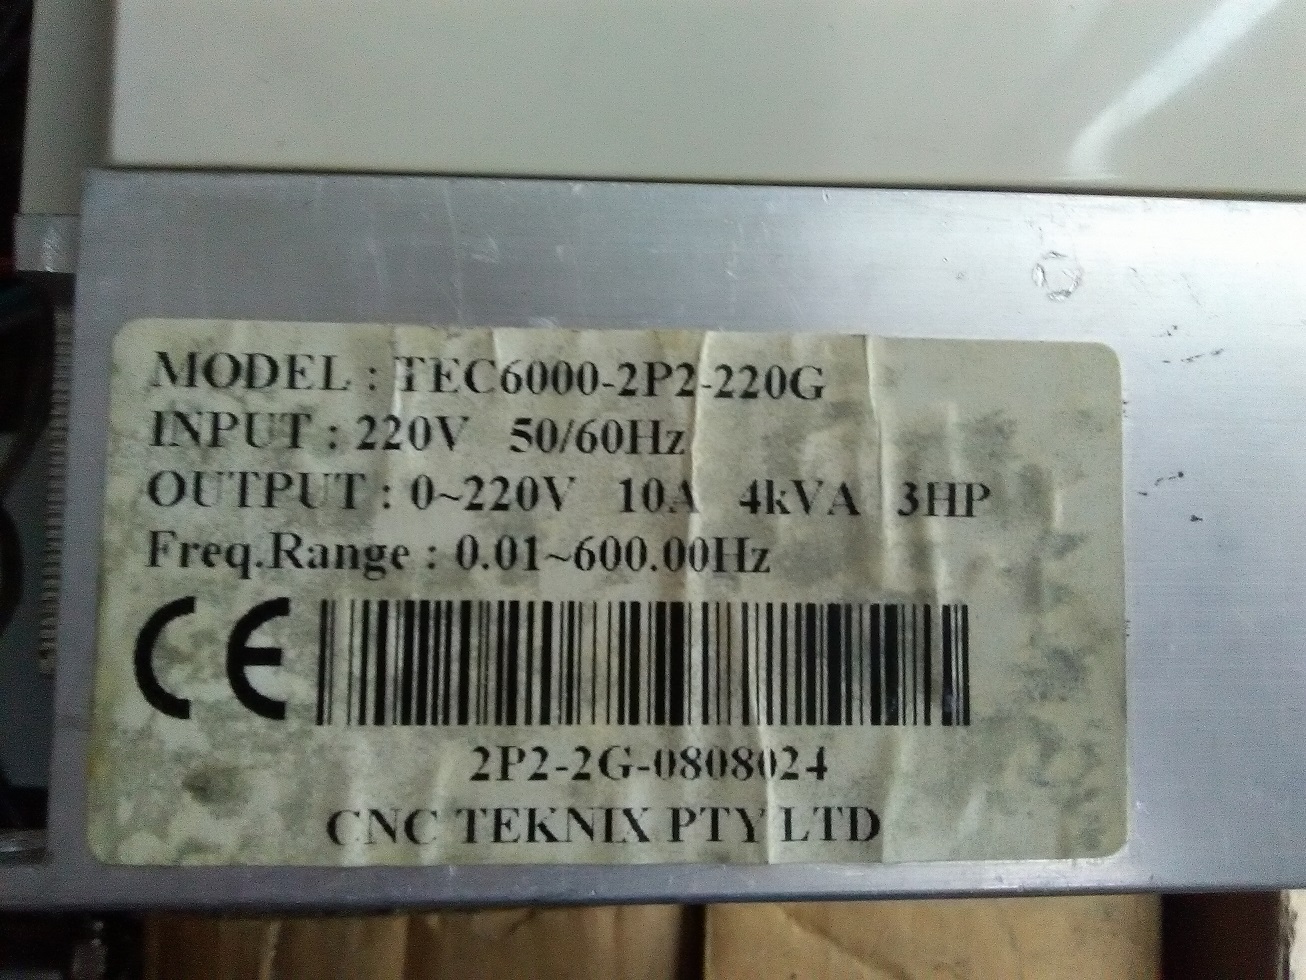 MODEL : TEC6000-2P2-220G
INPUT : 220V 50/60Hz
OUTPUT : 0~220V 10A 4kVA 3HP
Freq.Range : 0.01~600.00Hz
CE
2P2-2G-0808024
CNC TEKNIX PTY LTD